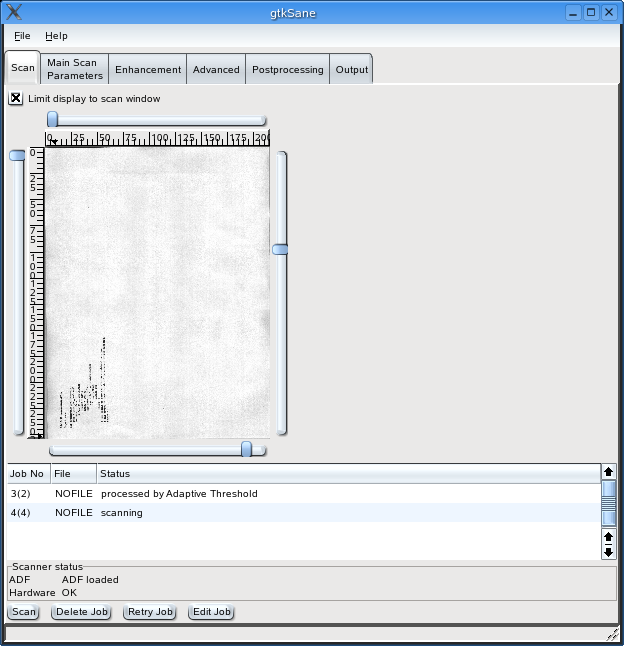 gtkSane
File Help
Scan Main Scan Parameters Enhancement Advanced Postprocessing Output
Limit display to scan window
0 25 50 75 100 125 150 175 200
0
25
50
75
100
125
150
175
200
225
250
Job No File Status
3(2) NOFILE processed by Adaptive Threshold
4(4) NOFILE scanning
Scanner status
ADF ADF loaded
Hardware OK
Scan Delete Job Retry Job Edit Job